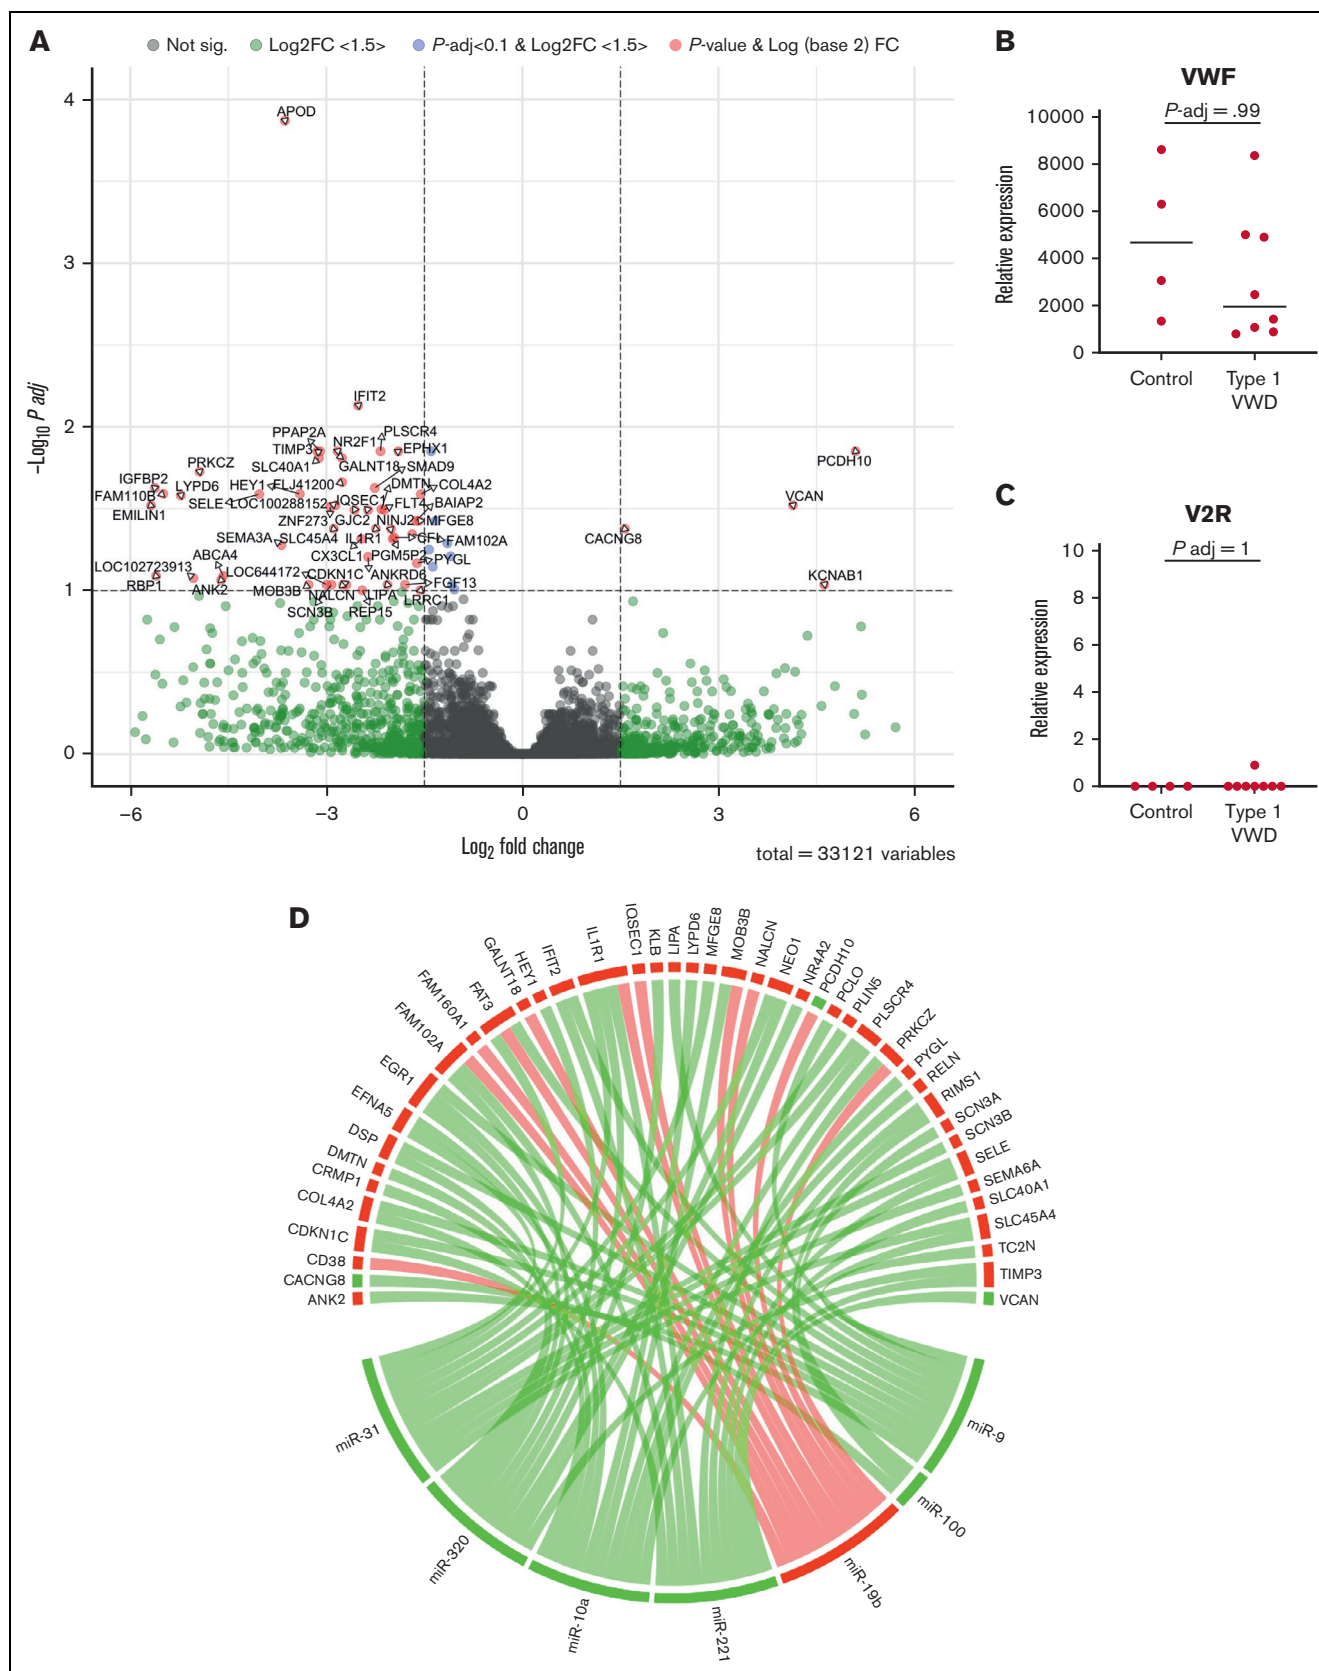 A
Not sig.
Log2FC <1.5>
P-adj<0.1 & Log2FC <1.5>
P-value & Log (base 2) FC
4
3
2
1
0
−Log10 P adj
−6
−3
0
3
6
Log2 fold change
total = 33121 variables
APOD
IFIT2
PLSCR4
PPAP2A
NR2F1
EPHX1
TIMP3
SLC40A1
GALNT18
SMAD9
PRKCZ
IGFBP2
LYPD6
HEY1
FLJ41200
DMTN
COL4A2
FAM110B
SELE
LOC100288152
IQSEC1
FLT4
BAIAP2
EMILIN1
ZNF273
GJC2
NINJ2
MFGE8
SEMA3A
SLC45A4
IL1R1
CFI
FAM102A
ABCA4
CX3CL1
PGM5P2
PYGL
LOC102723913
LOC644172
CDKN1C
ANKRD6
FGF13
RBP1
ANK2
MOB3B
NALCN
LIPA
LRRC1
SCN3B
REP15
PCDH10
VCAN
CACNG8
KCNAB1
B
VWF
P-adj = .99
10000
8000
6000
4000
2000
0
Relative expression
Control
Type 1
VWD
C
V2R
P adj = 1
10
8
6
4
2
0
Relative expression
Control
Type 1
VWD
D
ANK2
CACNG8
CD38
CDKN1C
COL4A2
CRMP1
DMTN
DSP
EFNA5
EGR1
FAM102A
FAM160A1
FAT3
GALNT18
HEY1
IFIT2
IL1R1
IQSEC1
KLB
LIPA
LYPD6
MFGE8
MOB3B
NALCN
NEO1
NR4A2
PCDH10
PCLO
PLIN5
PLSCR4
PRKCZ
PYGL
RELN
RIMS1
SCN3A
SCN3B
SELE
SEMA6A
SLC40A1
SLC45A4
TC2N
TIMP3
VCAN
miR-9
miR-100
miR-19b
miR-221
miR-10a
miR-320
miR-31